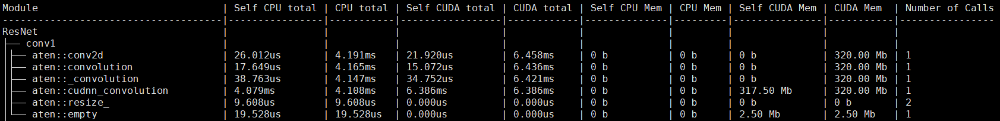 Module | Self CPU total | CPU total | Self CUDA total | CUDA total | Self CPU Mem | CPU Mem | Self CUDA Mem | CUDA Mem | Number of Calls
-------------------------------------|----------------|-----------|-----------------|------------|--------------|---------|---------------|-----------|----------------
ResNet | | | | | | | | |
├── conv1 | | | | | | | | |
│├── aten::conv2d | 26.012us | 4.191ms | 21.920us | 6.458ms | 0 b | 0 b | 0 b | 320.00 Mb | 1
│├── aten::convolution | 17.649us | 4.165ms | 15.072us | 6.436ms | 0 b | 0 b | 0 b | 320.00 Mb | 1
│├── aten::_convolution | 38.763us | 4.147ms | 34.752us | 6.421ms | 0 b | 0 b | 0 b | 320.00 Mb | 1
│├── aten::cudnn_convolution | 4.079ms | 4.108ms | 6.386ms | 6.386ms | 0 b | 0 b | 317.50 Mb | 320.00 Mb | 1
│├── aten::resize_ | 9.608us | 9.608us | 0.000us | 0.000us | 0 b | 0 b | 0 b | 0 b | 2
│└── aten::empty | 19.528us | 19.528us | 0.000us | 0.000us | 0 b | 0 b | 2.50 Mb | 2.50 Mb | 1